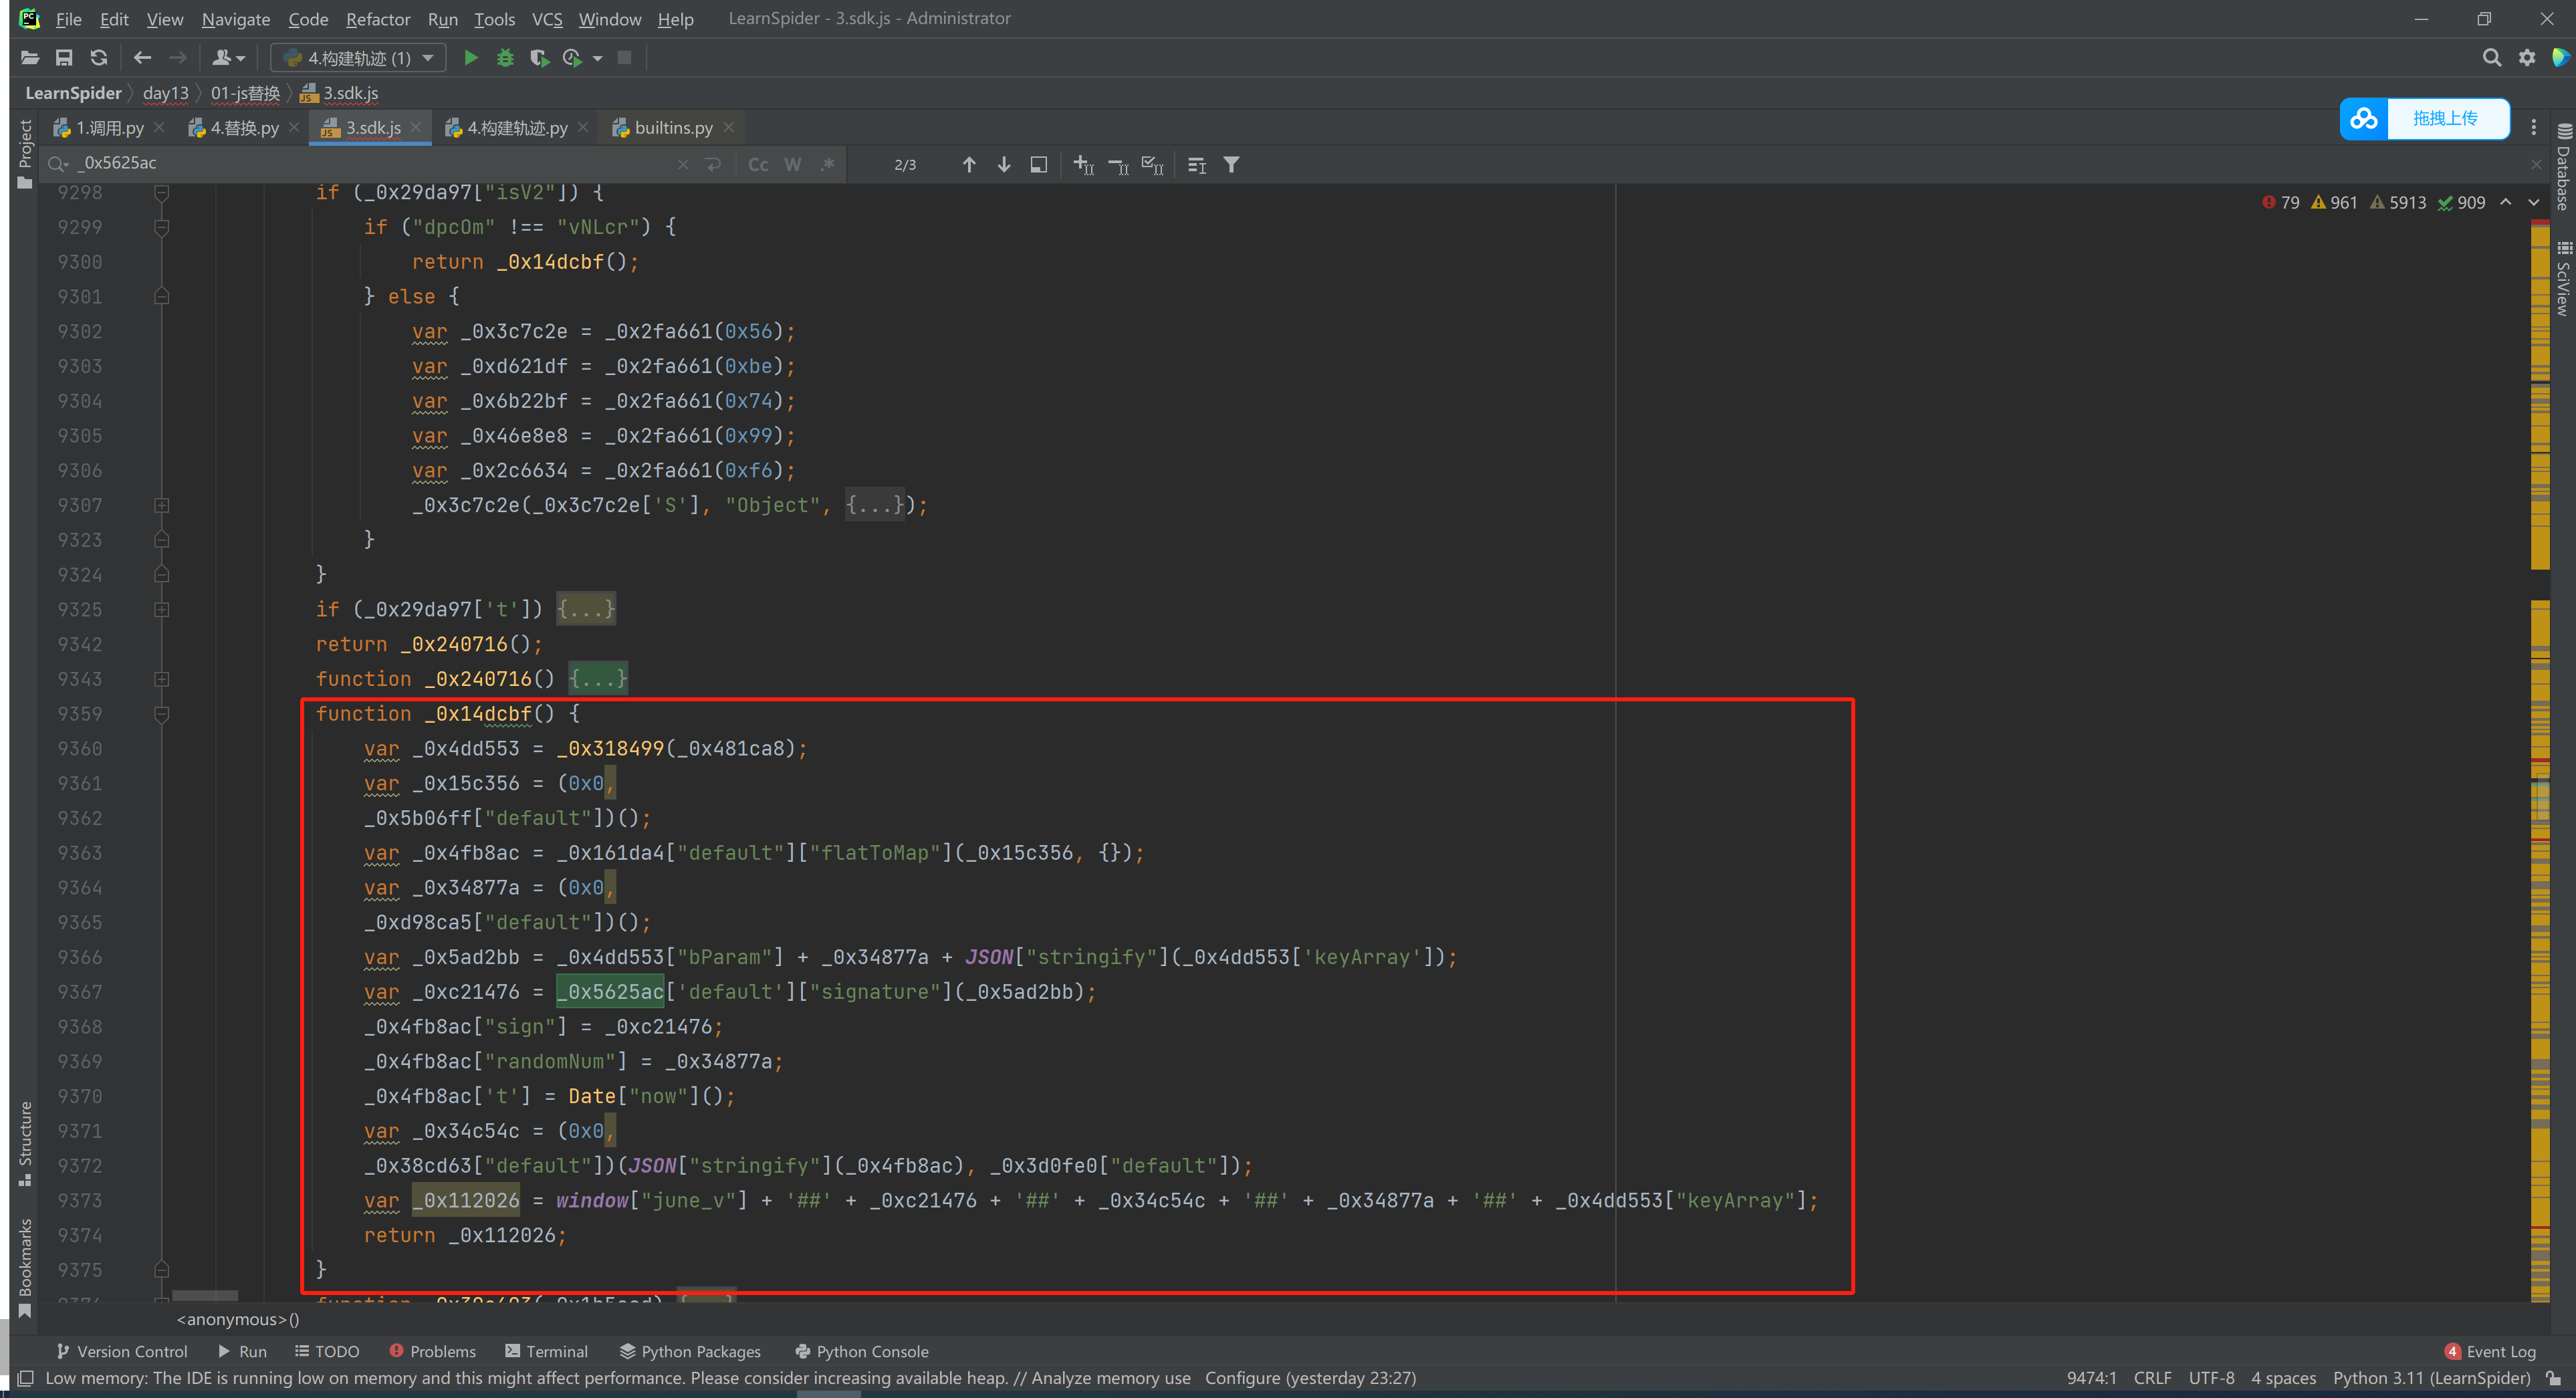 File Edit View Navigate Code Refactor Run Tools VCS Window Help LearnSpider - 3.sdk.js - Administrator
4.构建轨迹 (1)
LearnSpider day13 01-js替换 3.sdk.js
1.调用.py 4.替换.py 3.sdk.js 4.构建轨迹.py builtins.py
拖拽上传
_0x5625ac Cc W .* 2/3
79 961 5913 909
9298 if (_0x29da97["isV2"]) {
9299 if ("dpcOm" !== "vNLcr") {
9300 return _0x14dcbf();
9301 } else {
9302 var _0x3c7c2e = _0x2fa661(0x56);
9303 var _0xd621df = _0x2fa661(0xbe);
9304 var _0x6b22bf = _0x2fa661(0x74);
9305 var _0x46e8e8 = _0x2fa661(0x99);
9306 var _0x2c6634 = _0x2fa661(0xf6);
9307 _0x3c7c2e(_0x3c7c2e['S'], "Object", {...});
9323 }
9324 }
9325 if (_0x29da97['t']) {...}
9342 return _0x240716();
9343 function _0x240716() {...}
9359 function _0x14dcbf() {
9360 var _0x4dd553 = _0x318499(_0x481ca8);
9361 var _0x15c356 = (0x0,
9362 _0x5b06ff["default"])();
9363 var _0x4fb8ac = _0x161da4["default"]["flatToMap"](_0x15c356, {});
9364 var _0x34877a = (0x0,
9365 _0xd98ca5["default"])();
9366 var _0x5ad2bb = _0x4dd553["bParam"] + _0x34877a + JSON["stringify"](_0x4dd553['keyArray']);
9367 var _0xc21476 = _0x5625ac['default']["signature"](_0x5ad2bb);
9368 _0x4fb8ac["sign"] = _0xc21476;
9369 _0x4fb8ac["randomNum"] = _0x34877a;
9370 _0x4fb8ac['t'] = Date["now"]();
9371 var _0x34c54c = (0x0,
9372 _0x38cd63["default"])(JSON["stringify"](_0x4fb8ac), _0x3d0fe0["default"]);
9373 var _0x112026 = window["june_v"] + '##' + _0xc21476 + '##' + _0x34c54c + '##' + _0x34877a + '##' + _0x4dd553["keyArray"];
9374 return _0x112026;
9375 }
<anonymous>()
Project
Structure
Bookmarks
Database
SciView
Version Control Run TODO Problems Terminal Python Packages Python Console 4 Event Log
Low memory: The IDE is running low on memory and this might affect performance. Please consider increasing available heap. // Analyze memory use Configure (yesterday 23:27) 9474:1 CRLF UTF-8 4 spaces Python 3.11 (LearnSpider)